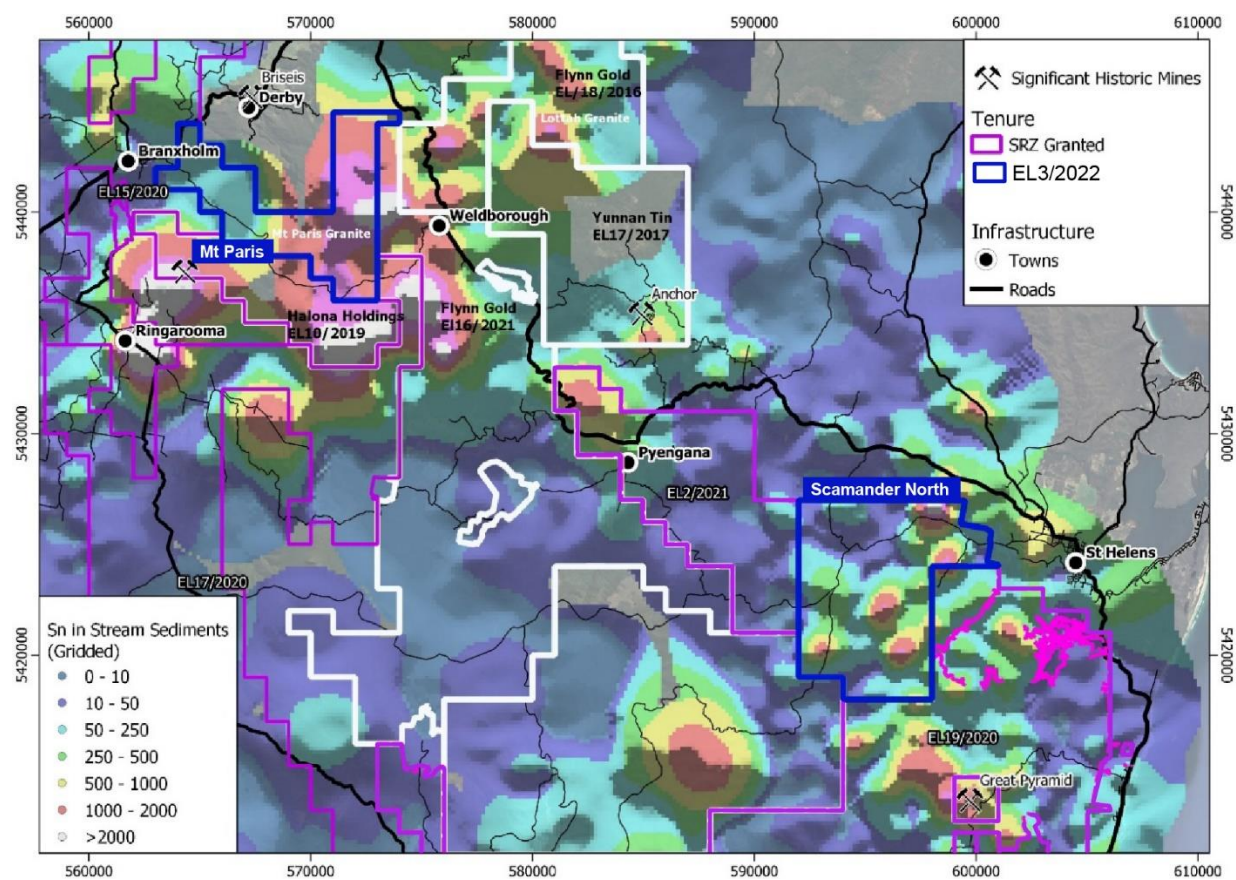 560000
570000
580000
590000
600000
610000
Briseis
Derby
Branxholm
EL15/2020
Flynn Gold
EL/18/2016
Lottah Granite
Significant Historic Mines
Tenure
SRZ Granted
EL3/2022
Infrastructure
Towns
Roads
5440000
5440000
Weldborough
Yunnan Tin
EL17/2017
Mt Paris Granite
Mt Paris
Anchor
Halona Holdings
EL10/2019
Flynn Gold
El16/2021
Ringarooma
5430000
5430000
Pyengana
EL2/2021
Scamander North
St Helens
EL17/2020
5420000
5420000
Sn in Stream Sediments
(Gridded)
0 - 10
10 - 50
50 - 250
250 - 500
500 - 1000
1000 - 2000
>2000
EL19/2020
Great Pyramid
560000
570000
580000
590000
600000
610000